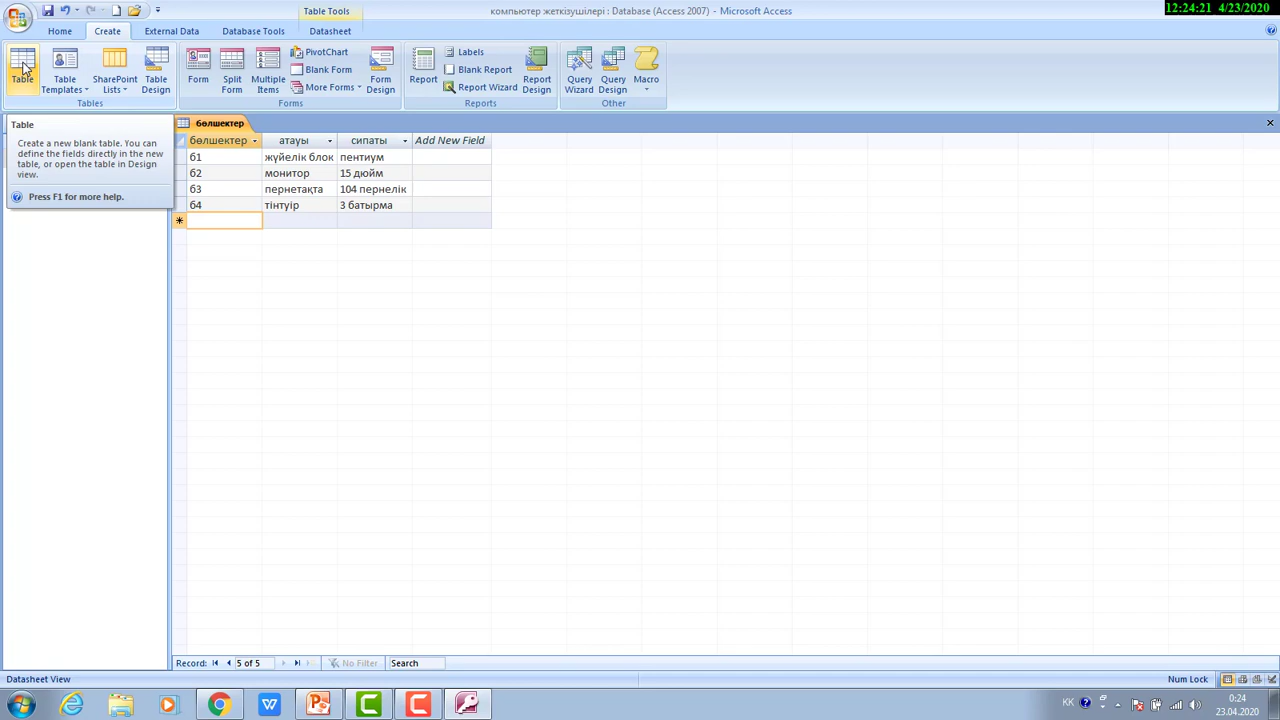 Table Tools
компьютер жеткізушілері : Database (Access 2007) - Microsoft Access
12:24:21 4/23/2020
Home
Create
External Data
Database Tools
Datasheet
Table
Table Templates
SharePoint Lists
Table Design
Form
Split Form
Multiple Items
PivotChart
Blank Form
More Forms
Form Design
Report
Labels
Blank Report
Report Wizard
Report Design
Query Wizard
Query Design
Macro
Tables
Forms
Reports
Other
Table
Create a new blank table. You can
define the fields directly in the new
table, or open the table in Design
view.
Press F1 for more help.
бөлшектер
бөлшектер атауы сипаты Add New Field
б1 жүйелік блок пентиум
б2 монитор 15 дюйм
б3 пернетақта 104 пернелік
б4 тінтуір 3 батырма
Record: 5 of 5 No Filter Search
Datasheet View
Num Lock
KK
0:24
23.04.2020